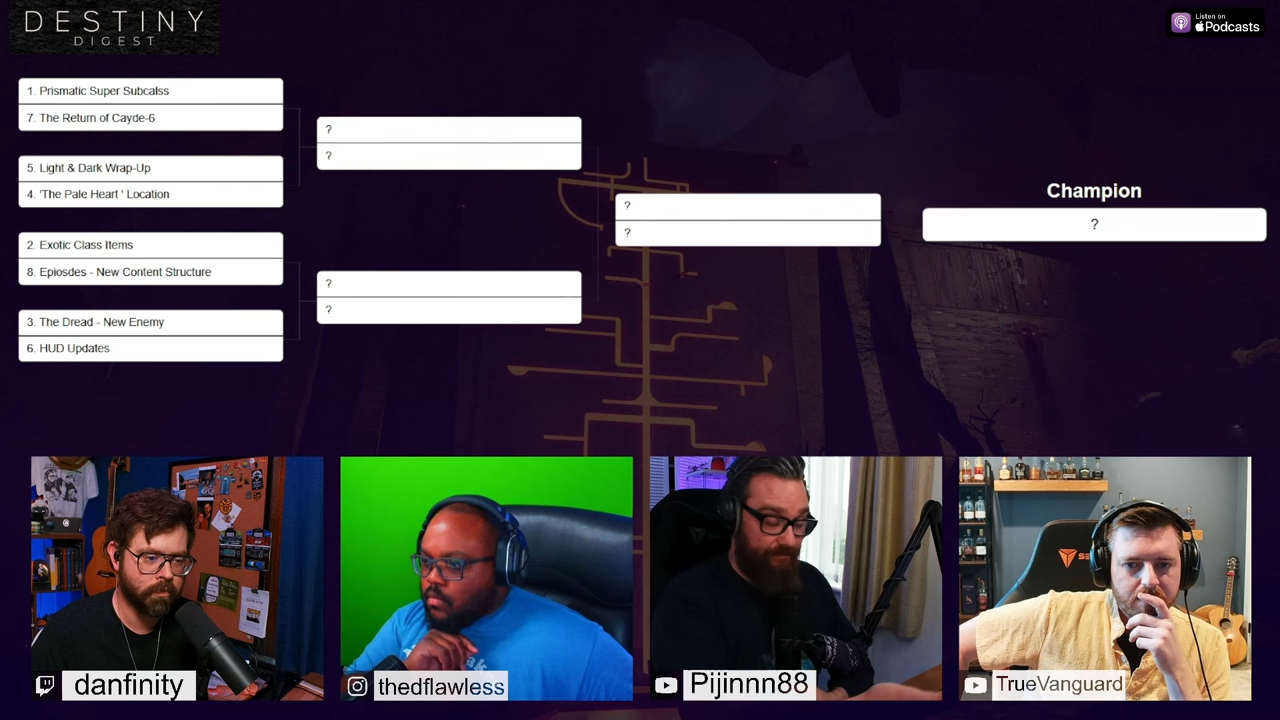 DESTINY
DIGEST
Listen on
Podcasts
1. Prismatic Super Subcalss
7. The Return of Cayde-6
5. Light & Dark Wrap-Up
4. 'The Pale Heart ' Location
2. Exotic Class Items
8. Epiosdes - New Content Structure
3. The Dread - New Enemy
6. HUD Updates
?
?
?
?
?
?
Champion
?
danfinity
thedflawless
Pijinnn88
TrueVanguard